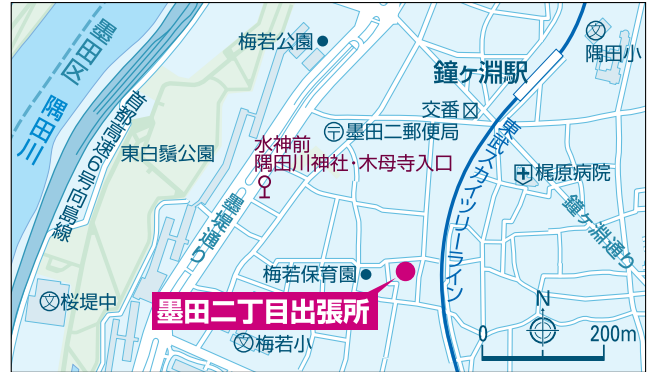 梅若公園
墨田区
隅田川
首都高速6号向島線
東白鬚公園
隅田小
鐘ヶ淵駅
交番
墨田二郵便局
水神前
隅田川神社・木母寺入口
東武スカイツリーライン
梶原病院
鐘ヶ淵通り
墨堤通り
梅若保育園
桜堤中
墨田二丁目出張所
梅若小
N
0
200m